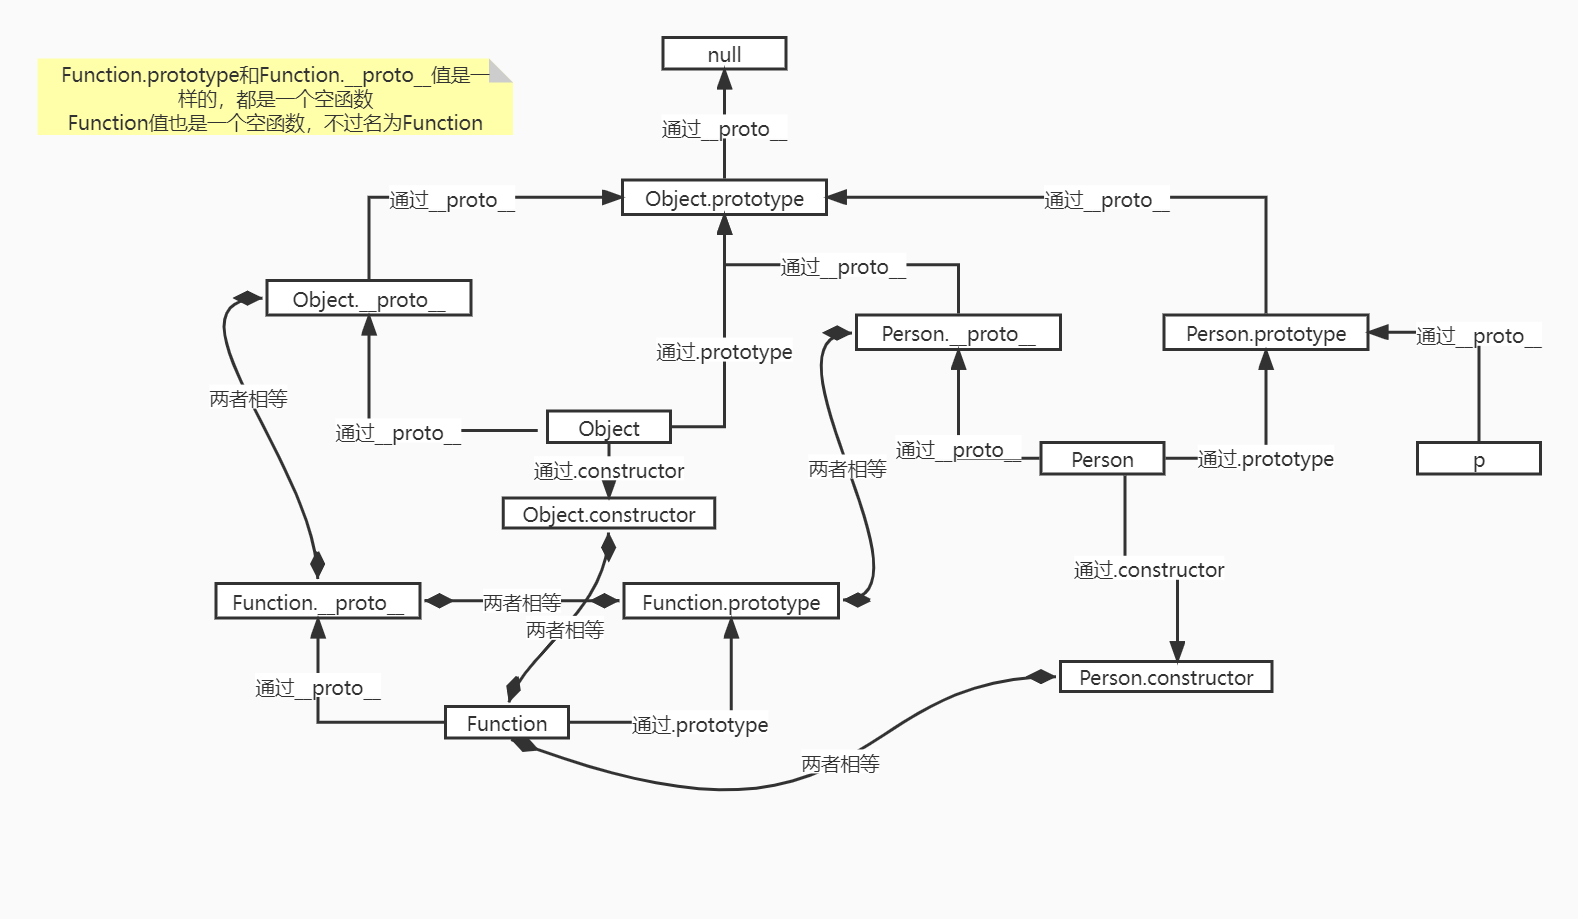 null
Function.prototype和Function.__proto__值是一
样的，都是一个空函数
Function值也是一个空函数，不过名为Function
通过__proto__
通过__proto__
Object.prototype
通过__proto__
通过__proto__
Object.__proto__
Person.__proto__
Person.prototype
通过__proto__
通过.prototype
两者相等
Object
通过__proto__
通过__proto__
Person
通过.prototype
p
通过.constructor
两者相等
Object.constructor
通过.constructor
Function.__proto__
两者相等
Function.prototype
两者相等
通过__proto__
Person.constructor
Function
通过.prototype
两者相等